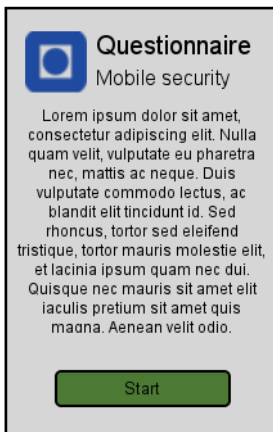 Questionnaire
Mobile security
Lorem ipsum dolor sit amet,
consectetur adipiscing elit. Nulla
quam velit, vulputate eu pharetra
nec, mattis ac neque. Duis
vulputate commodo lectus, ac
blandit elit tincidunt id. Sed
rhoncus, tortor sed eleifend
tristique, tortor mauris molestie elit,
et lacinia ipsum quam nec dui.
Quisque nec mauris sit amet elit
iaculis pretium sit amet quis
magna. Aenean velit odio.
Start